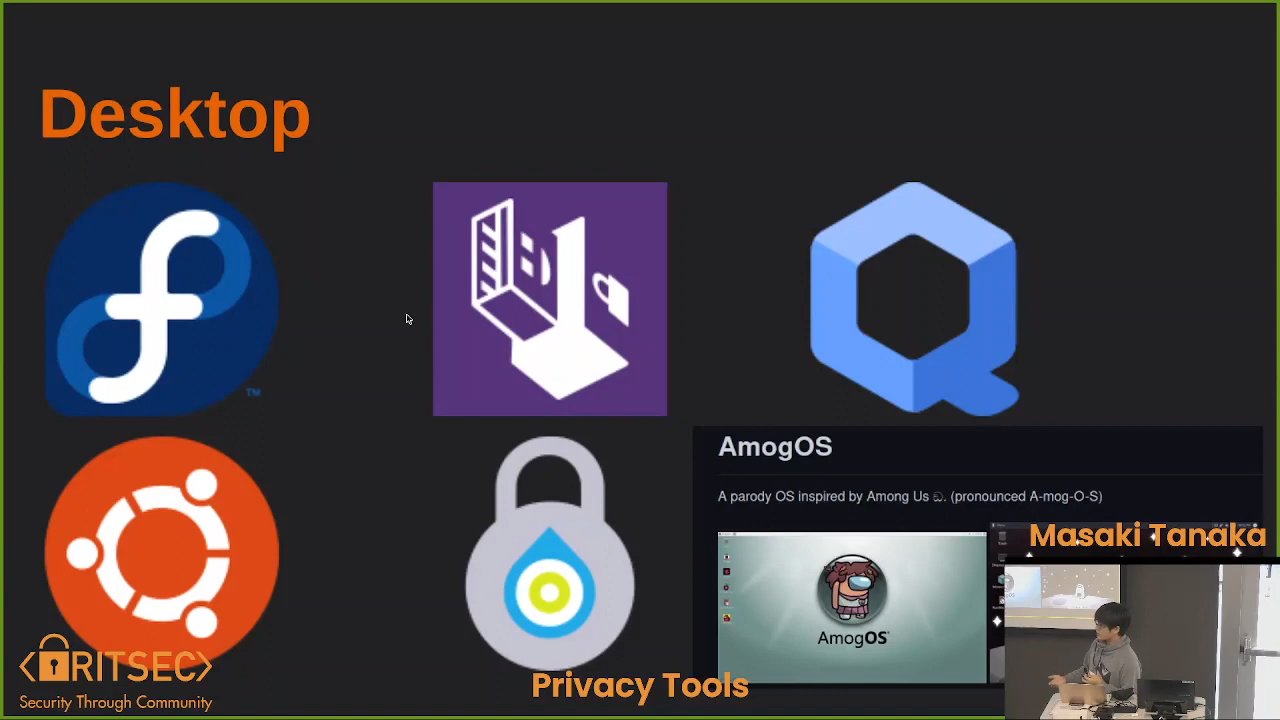 Desktop
TM
AmogOS
A parody OS inspired by Among Us ඞ. (pronounced A-mog-O-S)
Masaki Tanaka
AmogOS
RITSEC
Security Through Community
Privacy Tools